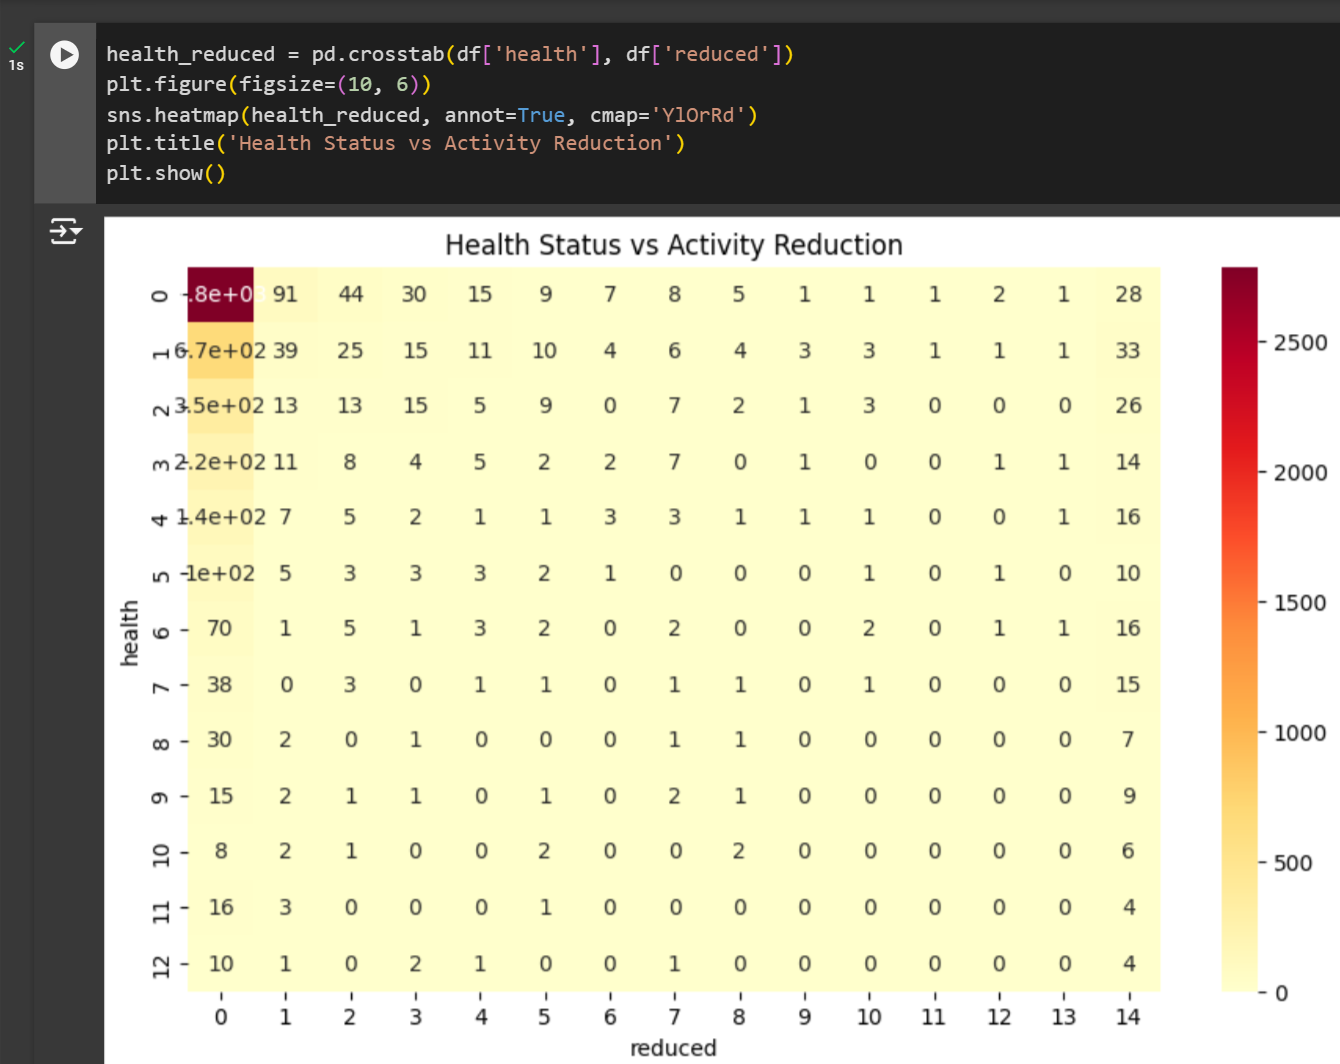 health_reduced = pd.crosstab(df['health'], df['reduced'])
1s
plt.figure(figsize=(10, 6))
sns.heatmap(health_reduced, annot=True, cmap='YlOrRd')
plt.title('Health Status vs Activity Reduction')
plt.show()
Health Status vs Activity Reduction
0 .8e+0 91 44 30 15 9 7 8 5 1 1 1 2 1 28
1 6.7e+02 39 25 15 11 10 4 6 4 3 3 1 1 1 33
2 3.5e+02 13 13 15 5 9 0 7 2 1 3 0 0 0 26
3 2.2e+02 11 8 4 5 2 2 7 0 1 0 0 1 1 14
4 1.4e+02 7 5 2 1 1 3 3 1 1 1 0 0 1 16
5 1e+02 5 3 3 3 2 1 0 0 0 1 0 1 0 10
6 70 1 5 1 3 2 0 2 0 0 2 0 1 1 16
7 38 0 3 0 1 1 0 1 1 0 1 0 0 0 15
8 30 2 0 1 0 0 0 1 1 0 0 0 0 0 7
9 15 2 1 1 0 1 0 2 1 0 0 0 0 0 9
10 8 2 1 0 0 2 0 0 2 0 0 0 0 0 6
11 16 3 0 0 0 1 0 0 0 0 0 0 0 0 4
12 10 1 0 2 1 0 0 1 0 0 0 0 0 0 4
0 1 2 3 4 5 6 7 8 9 10 11 12 13 14
health
reduced
2500
2000
1500
1000
500
0